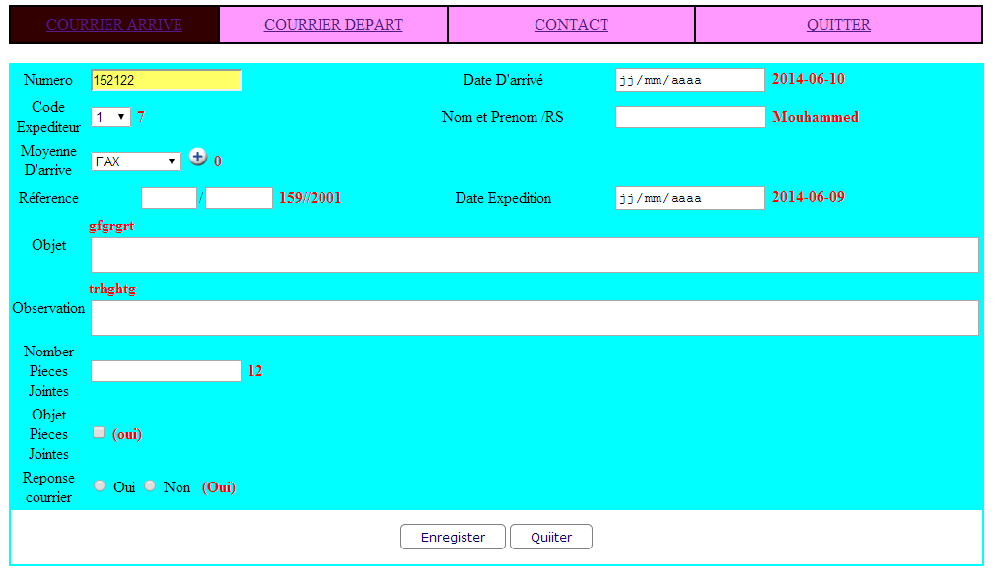 COURRIER ARRIVE COURRIER DEPART CONTACT QUITTER
Numero 152122 Date D'arrivé jj/mm/aaaa 2014-06-10
Code
Expediteur 1 7 Nom et Prenom /RS Mouhammed
Moyenne
D'arrive FAX 0
Réference / 159//2001 Date Expedition jj/mm/aaaa 2014-06-09
gfgrgrt
Objet
trhghtg
Observation
Nomber
Pieces 12
Jointes
Objet
Pieces (oui)
Jointes
Reponse
courrier Oui Non (Oui)
Enregister Quiiter